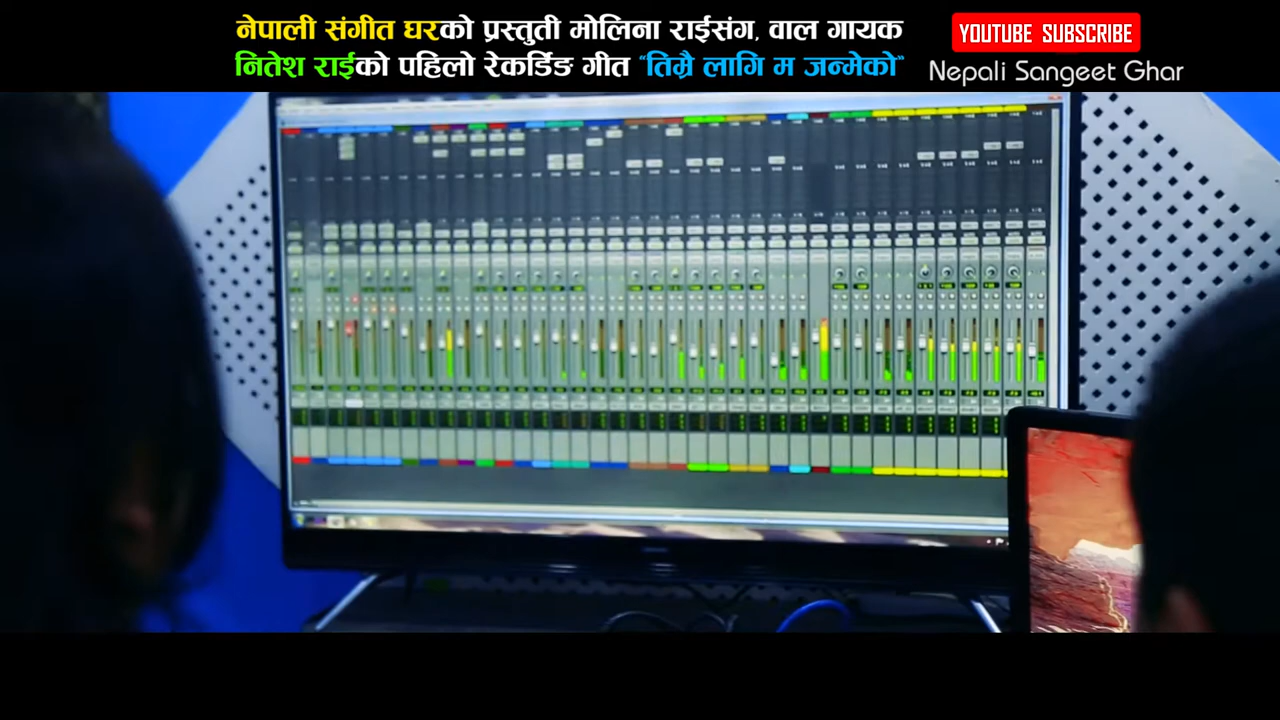 नेपाली संगीत घरको प्रस्तुती मोलिना राईसंग, वाल गायक
नितेश राईको पहिलो रेकर्डिङ गीत "तिम्रै लागि म जन्मेको"
YOUTUBE SUBSCRIBE
Nepali Sangeet Ghar